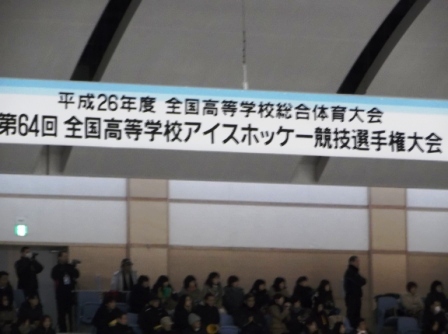 平成26年度 全国高等学校総合体育大会
第64回 全国高等学校アイスホッケー競技選手権大会